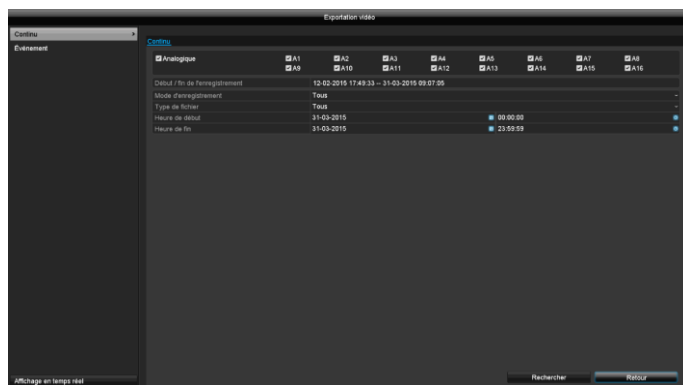 Exportation vidéo
Continu
Événement
Continu
Analogique A1 A2 A3 A4 A5 A6 A7 A8
A9 A10 A11 A12 A13 A14 A15 A16
Début / fin de l'enregistrement 12-02-2015 17:49:33 -- 31-03-2015 09:07:05
Mode d'enregistrement Tous
Type de fichier Tous
Heure de début 31-03-2015 00:00:00
Heure de fin 31-03-2015 23:59:59
Rechercher Retour
Affichage en temps réel